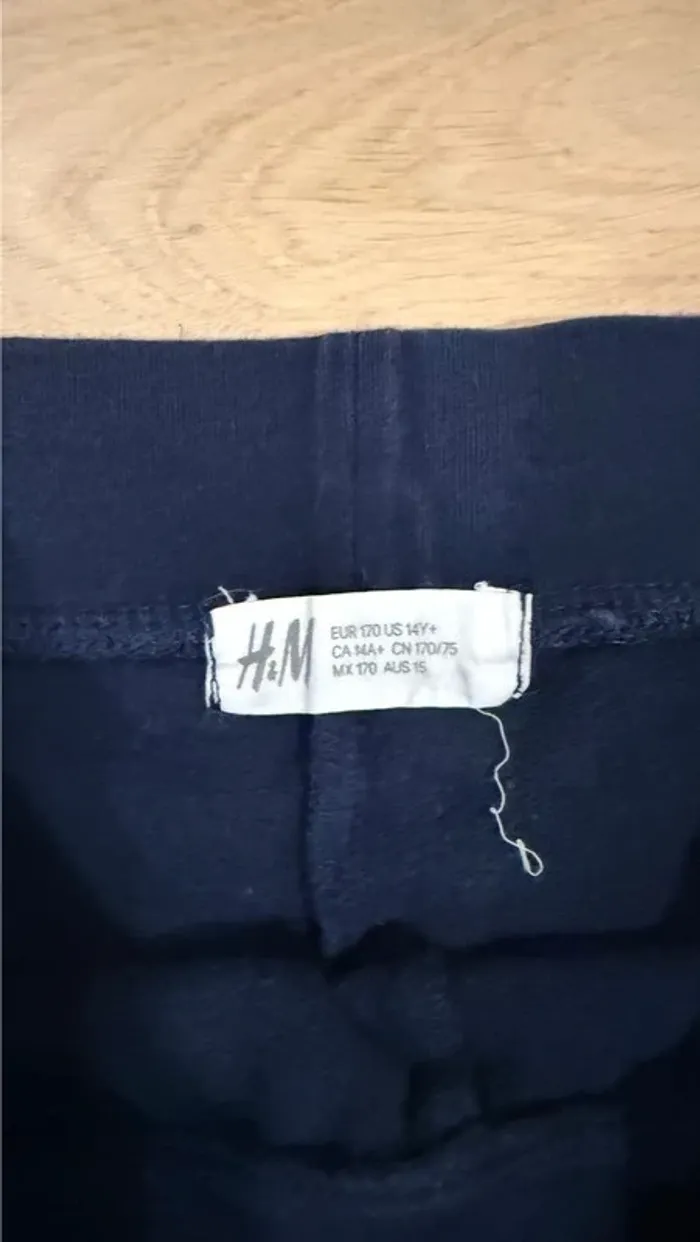 H&M
EUR 170 US 14Y+
CA 14A+ CN 170/75
MX 170 AUS 15